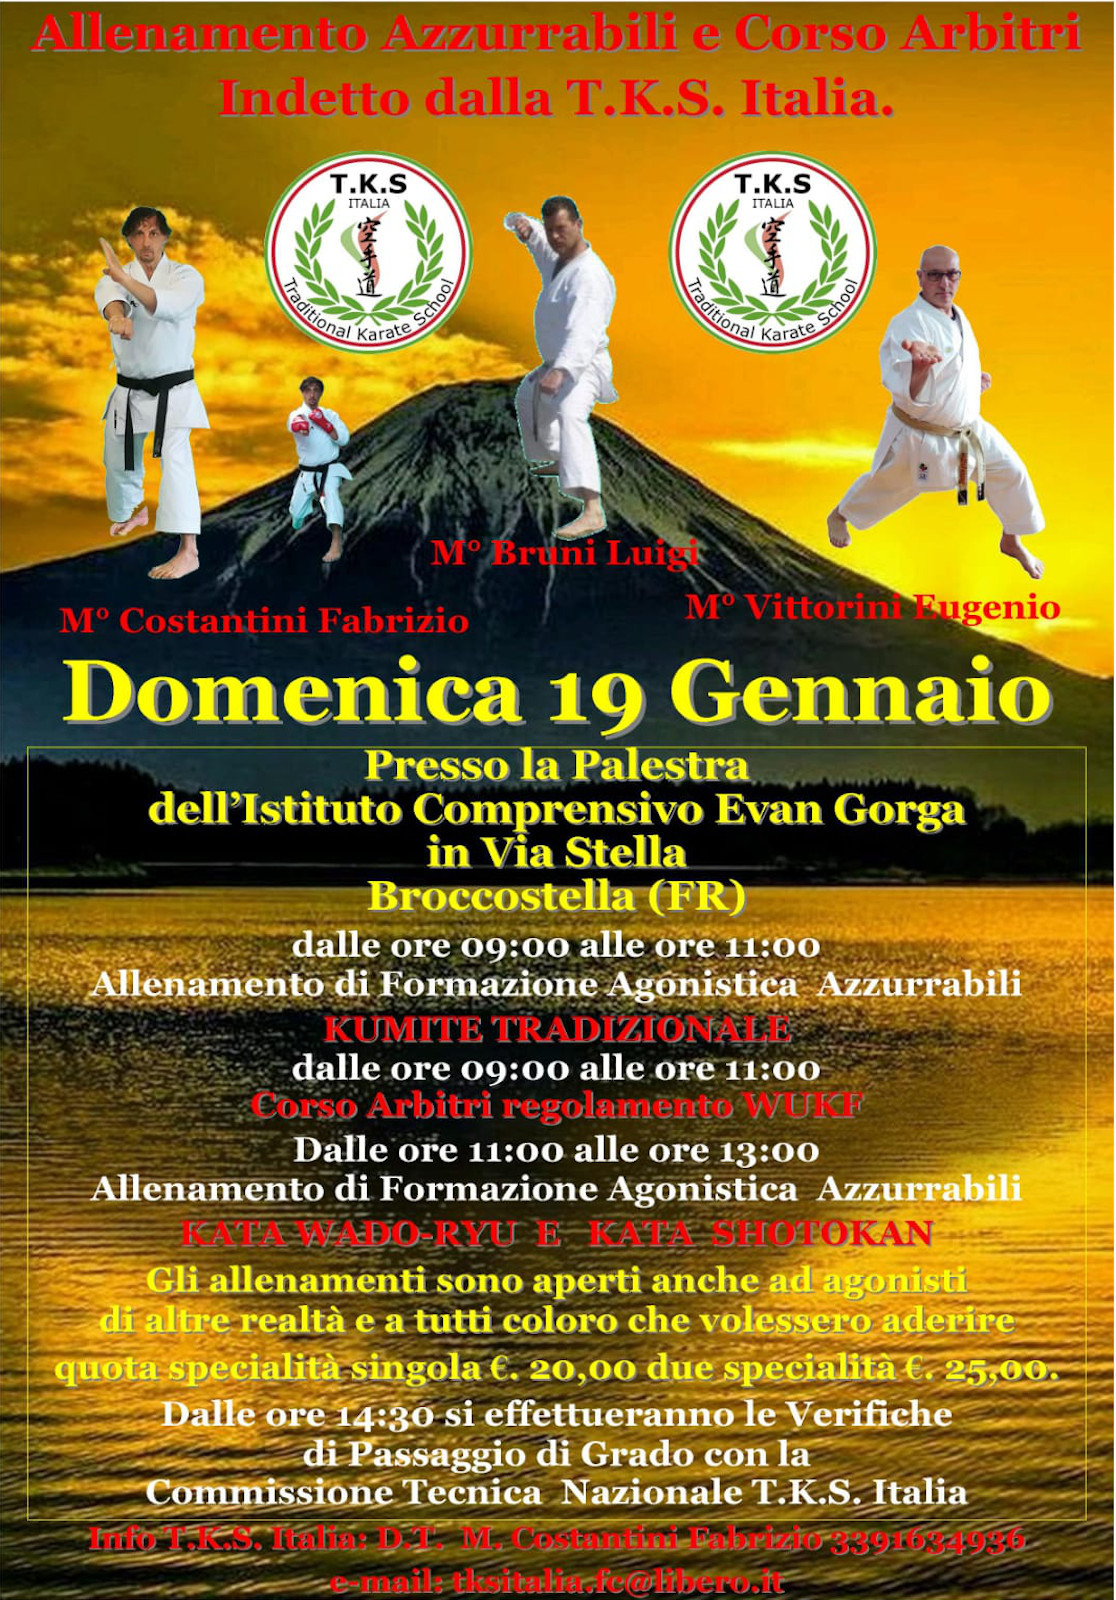 Allenamento Azzurrabili e Corso Arbitri
Indetto dalla T.K.S. Italia.
T.K.S
ITALIA
空手道
Traditional Karate School
T.K.S
ITALIA
空手道
Traditional Karate School
M° Bruni Luigi
M° Vittorini Eugenio
M° Costantini Fabrizio
Domenica 19 Gennaio
Presso la Palestra
dell’Istituto Comprensivo Evan Gorga
in Via Stella
Broccostella (FR)
dalle ore 09:00 alle ore 11:00
Allenamento di Formazione Agonistica Azzurrabili
KUMITE TRADIZIONALE
dalle ore 09:00 alle ore 11:00
Corso Arbitri regolamento WUKF
Dalle ore 11:00 alle ore 13:00
Allenamento di Formazione Agonistica Azzurrabili
KATA WADO-RYU E KATA SHOTOKAN
Gli allenamenti sono aperti anche ad agonisti
di altre realtà e a tutti coloro che volessero aderire
quota specialità singola €. 20,00 due specialità €. 25,00.
Dalle ore 14:30 si effettueranno le Verifiche
di Passaggio di Grado con la
Commissione Tecnica Nazionale T.K.S. Italia
Info T.K.S. Italia: D.T. M. Costantini Fabrizio 3391634936
e-mail: tksitalia.fc@libero.it